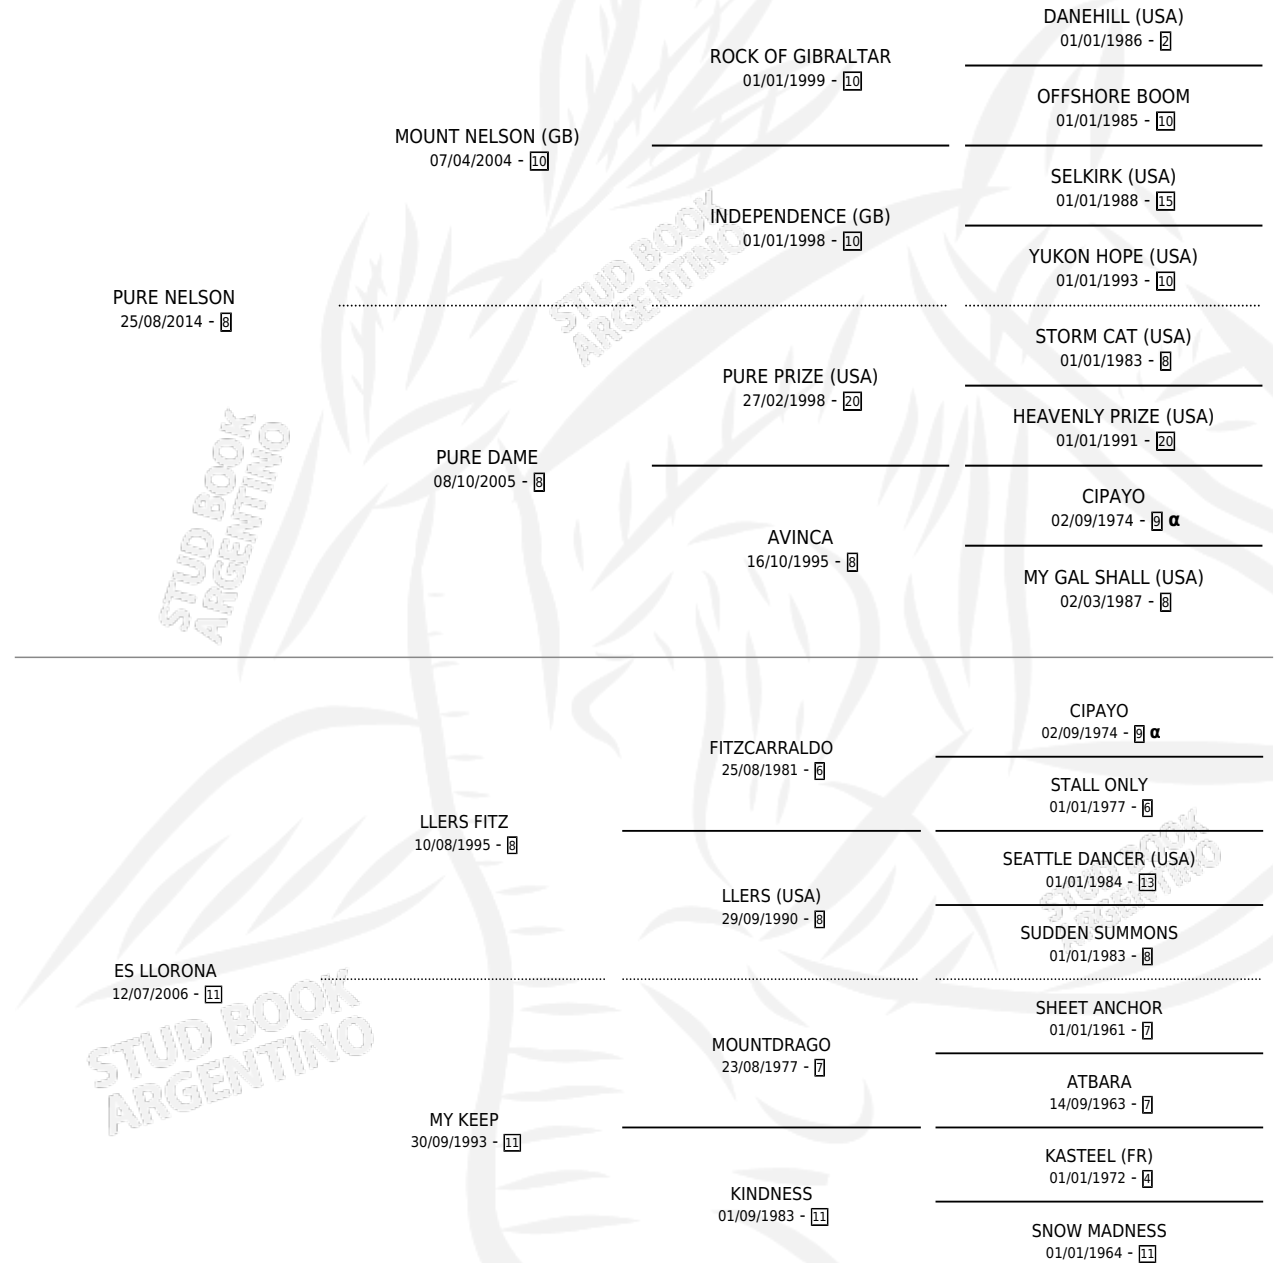 DANEHILL (USA)
01/01/1986 - 2
ROCK OF GIBRALTAR
01/01/1999 - 10
OFFSHORE BOOM
01/01/1985 - 10
MOUNT NELSON (GB)
07/04/2004 - 10
SELKIRK (USA)
01/01/1988 - 15
INDEPENDENCE (GB)
01/01/1998 - 10
YUKON HOPE (USA)
01/01/1993 - 10
PURE NELSON
25/08/2014 - 8
STORM CAT (USA)
01/01/1983 - 8
PURE PRIZE (USA)
27/02/1998 - 20
HEAVENLY PRIZE (USA)
01/01/1991 - 20
PURE DAME
08/10/2005 - 8
CIPAYO
02/09/1974 - 9 α
AVINCA
16/10/1995 - 8
MY GAL SHALL (USA)
02/03/1987 - 8
STUD BOOK
ARGENTINO
STUD BOOK
ARGENTINO
CIPAYO
02/09/1974 - 9 α
FITZCARRALDO
25/08/1981 - 6
STALL ONLY
01/01/1977 - 6
LLERS FITZ
10/08/1995 - 8
SEATTLE DANCER (USA)
01/01/1984 - 13
LLERS (USA)
29/09/1990 - 8
SUDDEN SUMMONS
01/01/1983 - 8
ES LLORONA
12/07/2006 - 11
SHEET ANCHOR
01/01/1961 - 7
MOUNTDRAGO
23/08/1977 - 7
ATBARA
14/09/1963 - 7
MY KEEP
30/09/1993 - 11
KASTEEL (FR)
01/01/1972 - 4
KINDNESS
01/09/1983 - 11
SNOW MADNESS
01/01/1964 - 11
STUD BOOK
ARGENTINO
STUD BOOK
ARGENTINO